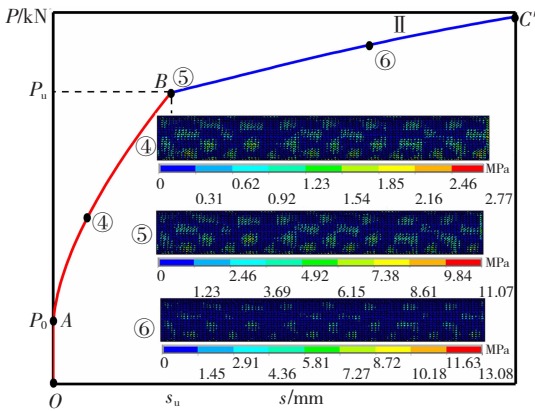 P/kN
C'
Ⅱ
⑥
B ⑤
P_u
④
MPa
0 0.62 1.23 1.85 2.46
0.31 0.92 1.54 2.16 2.77
④
⑤
MPa
0 2.46 4.92 7.38 9.84
1.23 3.69 6.15 8.61 11.07
P_0 A
⑥
MPa
0 2.91 5.81 8.72 11.63
1.45 4.36 7.27 10.18 13.08
O s_u s/mm